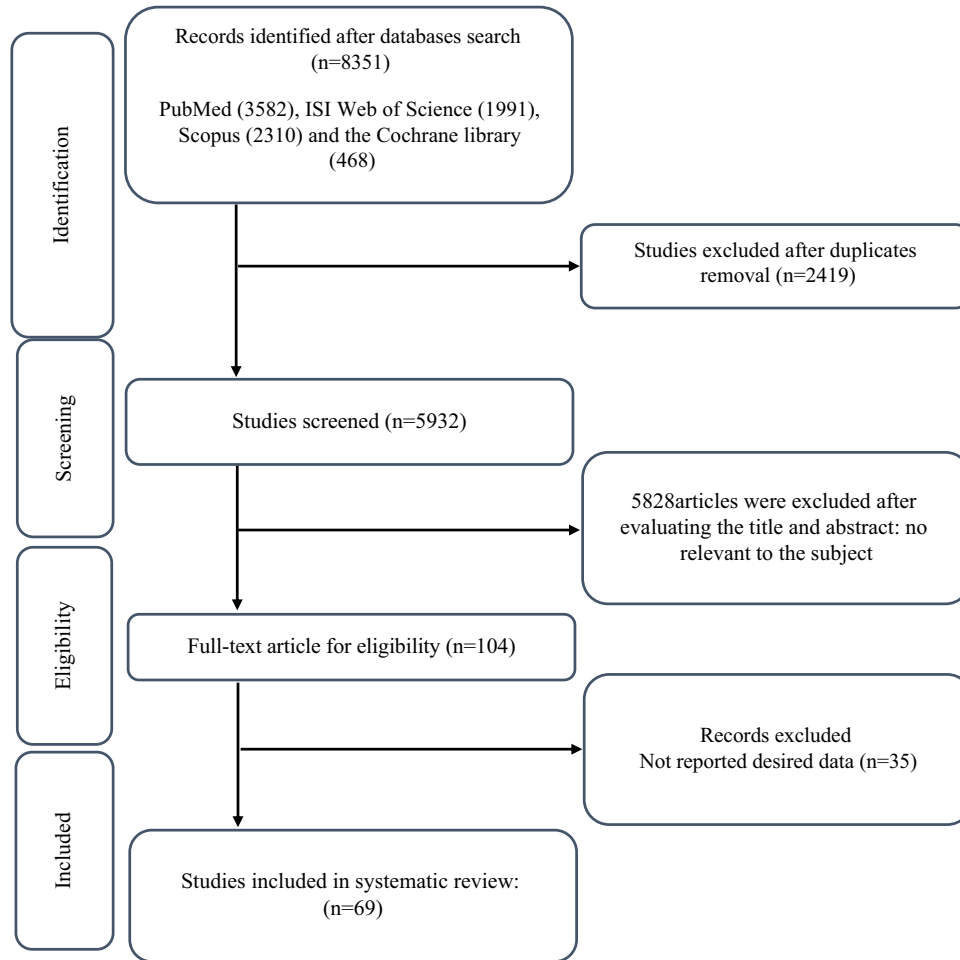 Identification
Records identified after databases search
(n=8351)
PubMed (3582), ISI Web of Science (1991),
Scopus (2310) and the Cochrane library
(468)
Studies excluded after duplicates
removal (n=2419)
Screening
Studies screened (n=5932)
5828articles were excluded after
evaluating the title and abstract: no
relevant to the subject
Eligibility
Full-text article for eligibility (n=104)
Records excluded
Not reported desired data (n=35)
Included
Studies included in systematic review:
(n=69)